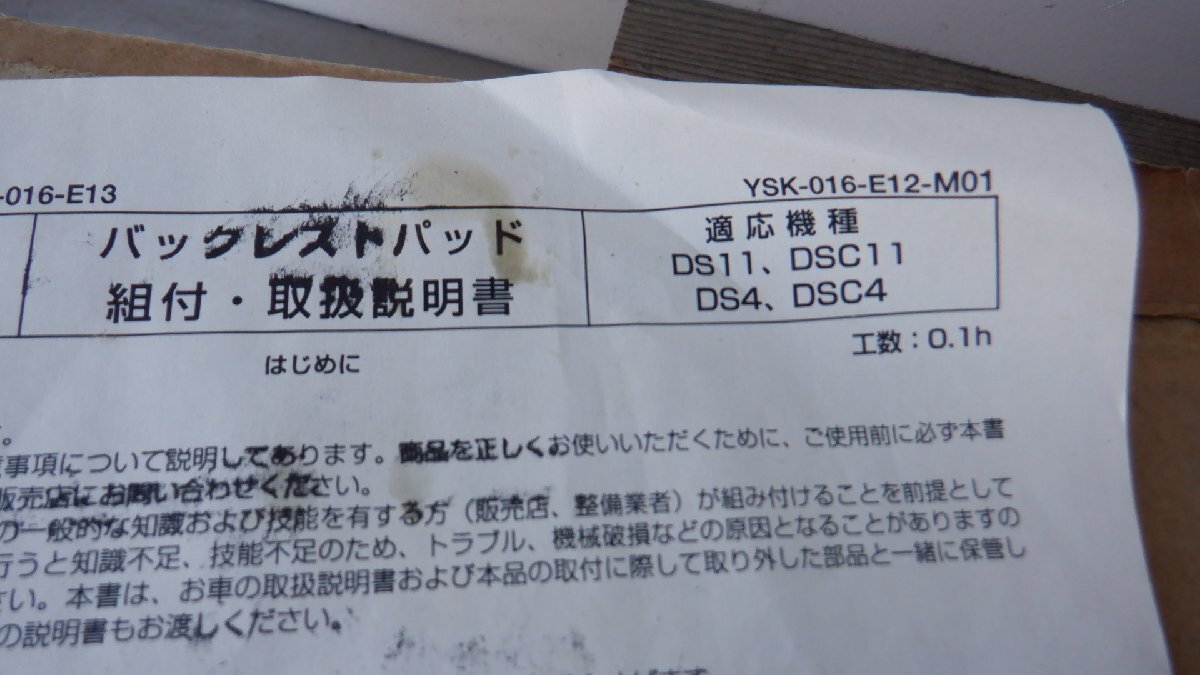 -016-E13
YSK-016-E12-M01
バックレストパッド
組付・取扱説明書
適応機種
DS11、DSC11
DS4、DSC4
工数：0.1h
はじめに
。
事項について説明してあります。商品を正しくお使いいただくために、ご使用前に必ず本書
販売店にお問い合わせください。
の一般的な知識および技能を有する方（販売店、整備業者）が組み付けることを前提として
行うと知識不足、技能不足のため、トラブル、機械破損などの原因となることがありますの
さい。本書は、お車の取扱説明書および本品の取付に際して取り外した部品と一緒に保管し
の説明書もお渡しください。